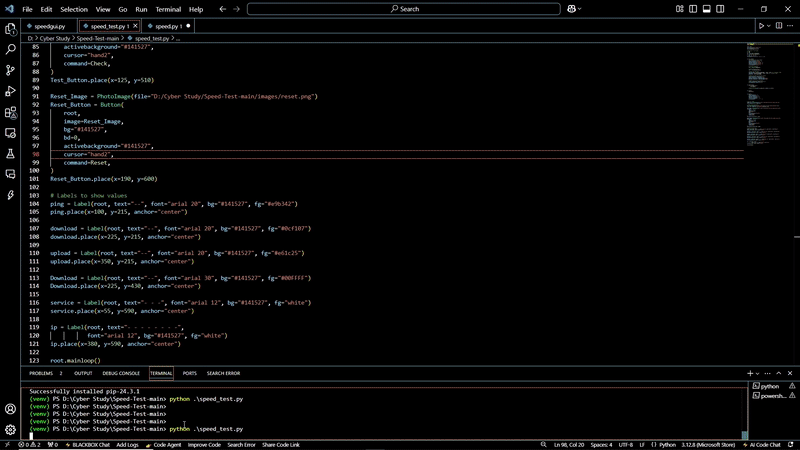 File Edit Selection View Go Run Terminal Help Search
speedgui.py speed_test.py 1 speed.py 1
D: > Cyber Study > Speed-Test-main > speed_test.py > ...
85 activebackground="#141527",
86 cursor="hand2",
87 command=Check,
88 )
89 Test_Button.place(x=125, y=510)
90
91 Reset_Image = PhotoImage(file="D:/Cyber Study/Speed-Test-main/images/reset.png")
92 Reset_Button = Button(
93 root,
94 image=Reset_Image,
95 bg="#141527",
96 bd=0,
97 activebackground="#141527",
98 cursor="hand2",
99 command=Reset,
100 )
101 Reset_Button.place(x=190, y=600)
102
103 # Labels to show values
104 ping = Label(root, text="--", font="arial 20", bg="#141527", fg="#e9b342")
105 ping.place(x=100, y=215, anchor="center")
106
107 download = Label(root, text="--", font="arial 20", bg="#141527", fg="#0cf107")
108 download.place(x=225, y=215, anchor="center")
109
110 upload = Label(root, text="--", font="arial 20", bg="#141527", fg="#e61c25")
111 upload.place(x=350, y=215, anchor="center")
112
113 Download = Label(root, text="--", font="arial 30", bg="#141527", fg="#00FFFF")
114 Download.place(x=225, y=430, anchor="center")
115
116 service = Label(root, text="- - -", font="arial 12", bg="#141527", fg="white")
117 service.place(x=55, y=590, anchor="center")
118
119 ip = Label(root, text="- - - - - - - -",
120 font="arial 12", bg="#141527", fg="white")
121 ip.place(x=380, y=590, anchor="center")
122
123 root.mainloop()
PROBLEMS 2 OUTPUT DEBUG CONSOLE TERMINAL PORTS SEARCH ERROR
Successfully installed pip-24.3.1
(venv) PS D:\Cyber Study\Speed-Test-main> python .\speed_test.py
(venv) PS D:\Cyber Study\Speed-Test-main>
(venv) PS D:\Cyber Study\Speed-Test-main>
(venv) PS D:\Cyber Study\Speed-Test-main> python .\speed_test.py
python
powersh...
0 2 0 BLACKBOX Chat Add Logs Code Agent Improve Code Search Error Share Code Link Ln 98, Col 20 Spaces: 4 UTF-8 LF Python 3.12.8 (Microsoft Store) AI Code Chat